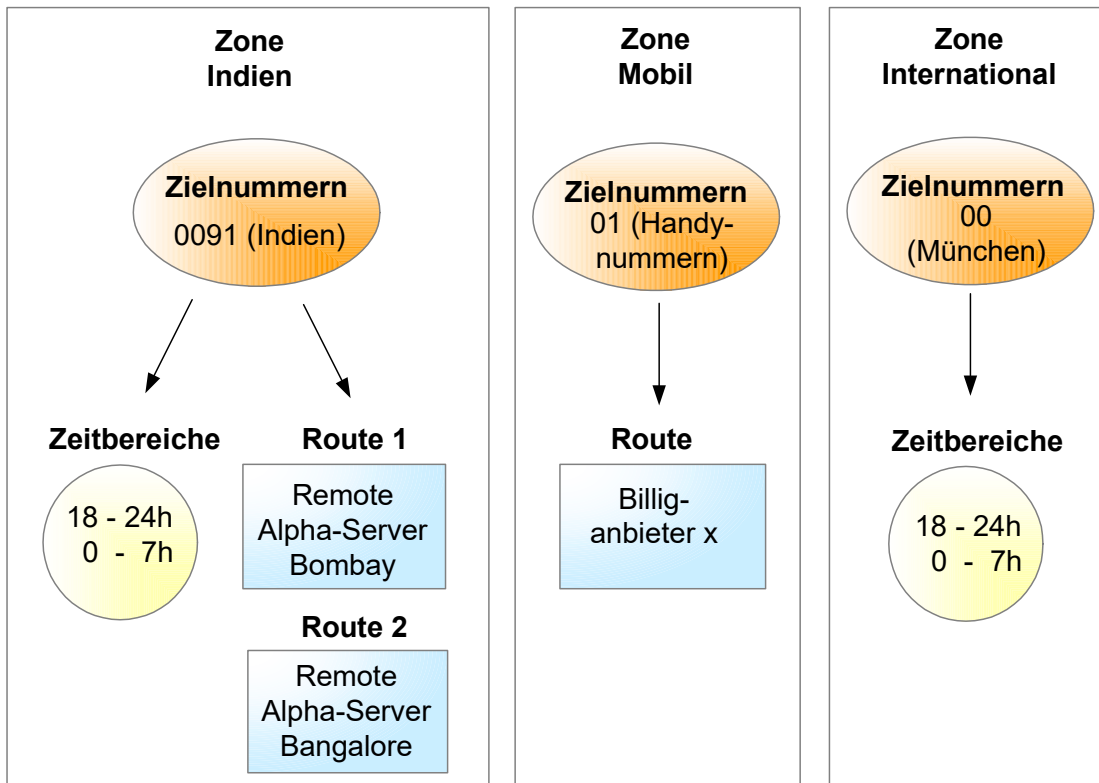 Zone
Indien
Zielnummern
0091 (Indien)
Zeitbereiche
18 - 24h
0 - 7h
Route 1
Remote
Alpha-Server
Bombay
Route 2
Remote
Alpha-Server
Bangalore
Zone
Mobil
Zielnummern
01 (Handy-
nummern)
Route
Billig-
anbieter x
Zone
International
Zielnummern
00
(München)
Zeitbereiche
18 - 24h
0 - 7h